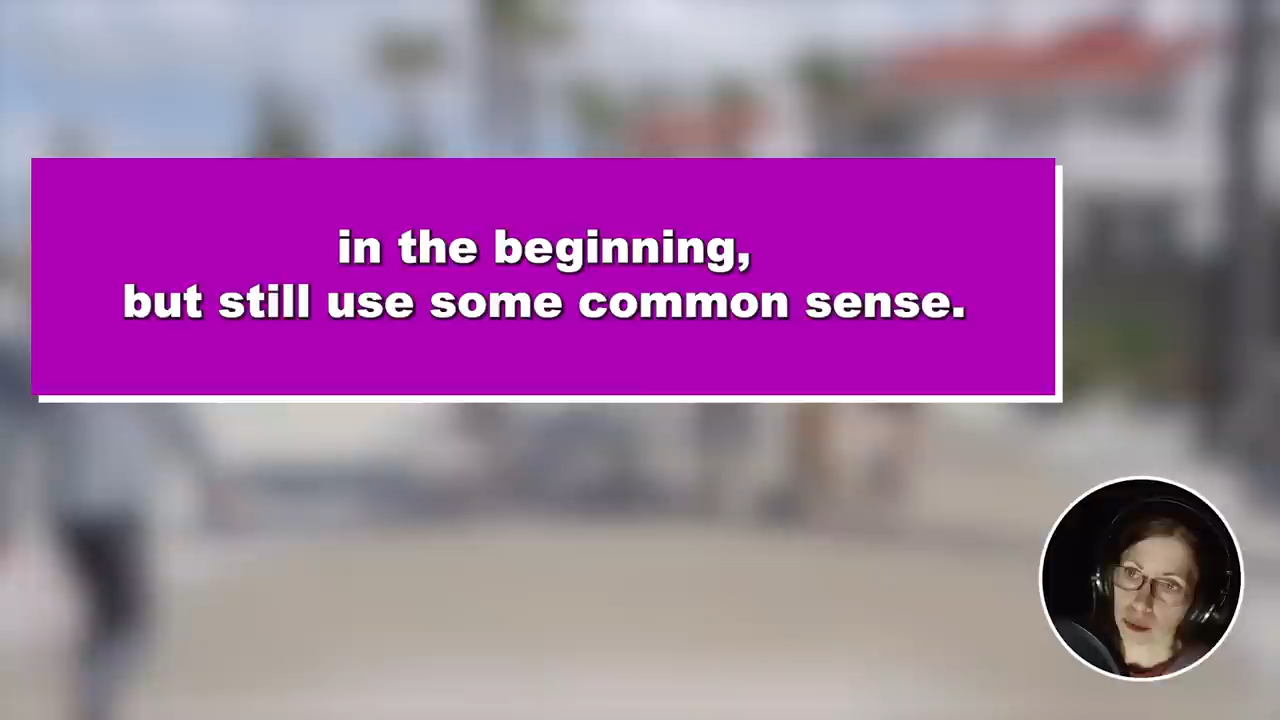 in the beginning,
but still use some common sense.